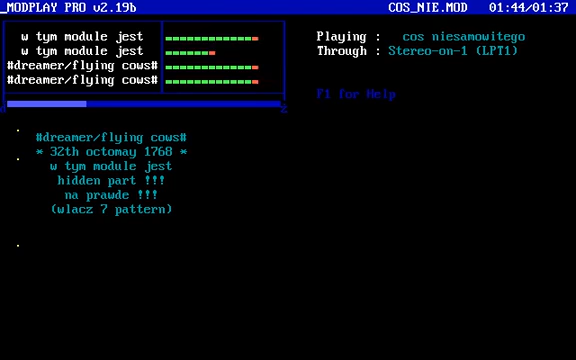 _MODPLAY PRO v2.19b COS_NIE.MOD 01:44/01:37
w tym module jest
w tym module jest
#dreamer/flying cows#
#dreamer/flying cows#
Playing : cos niesamowitego
Through : Stereo-on-1 (LPT1)
F1 for Help
#dreamer/flying cows#
* 32th octomay 1768 *
w tym module jest
hidden part !!!
na prawde !!!
(wlacz 7 pattern)